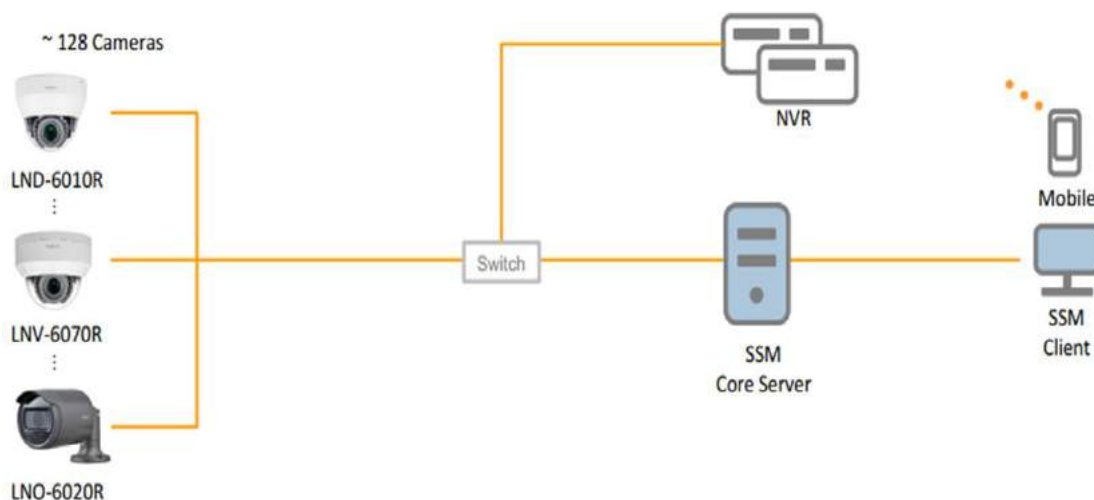 ~ 128 Cameras
LND-6010R
LNV-6070R
LNO-6020R
Switch
NVR
SSM
Core Server
Mobile
SSM
Client